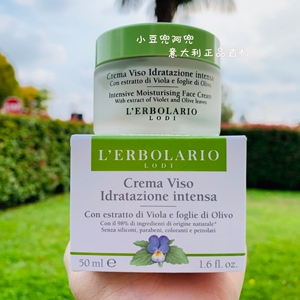 小豆兜阿兜
意大利正品
Crema Viso Idratazione intensa
Con estratto di Viola e foglie di Olivo
Intensive Moisturising Face Cream
With extract of Violet and Olive leaves
L'ERBOLARIO
LODI
L'ERBOLARIO
LODI
Crema Viso
Idratazione intensa
Con estratto di Viola e foglie di Olivo
Con il 98% di ingredienti di origine naturale*
Senza siliconi, parabeni, coloranti e petrolati
50 ml e
1.6 fl. oz.